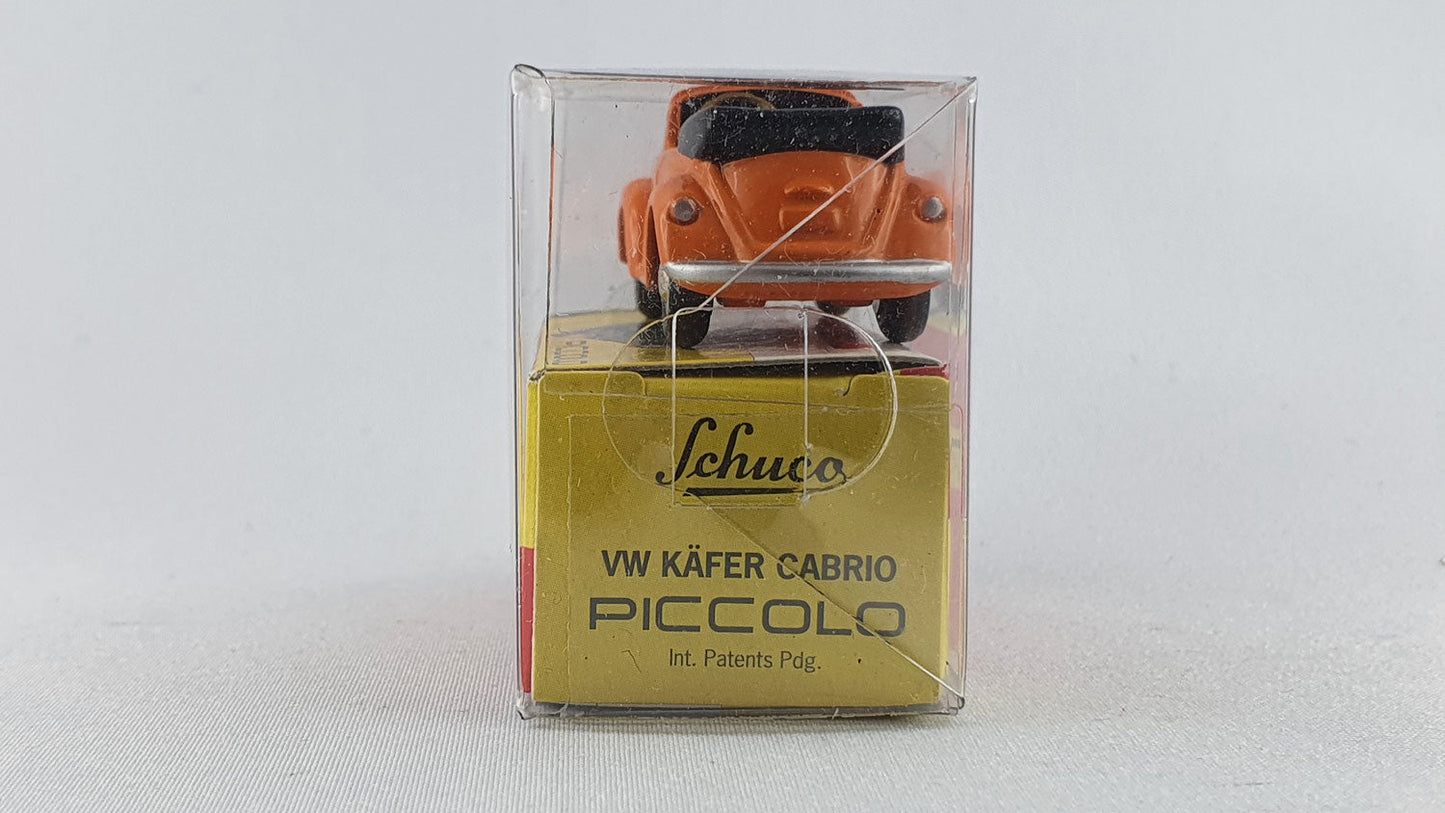 Schuco
VW KÄFER CABRIO
PICCOLO
Int. Patents Pdg.